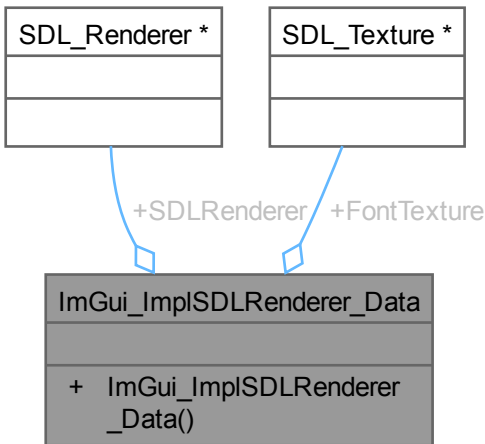 SDL_Renderer *
SDL_Texture *
+SDLRenderer
+FontTexture
ImGui_ImplSDLRenderer_Data
+ ImGui_ImplSDLRenderer
_Data()